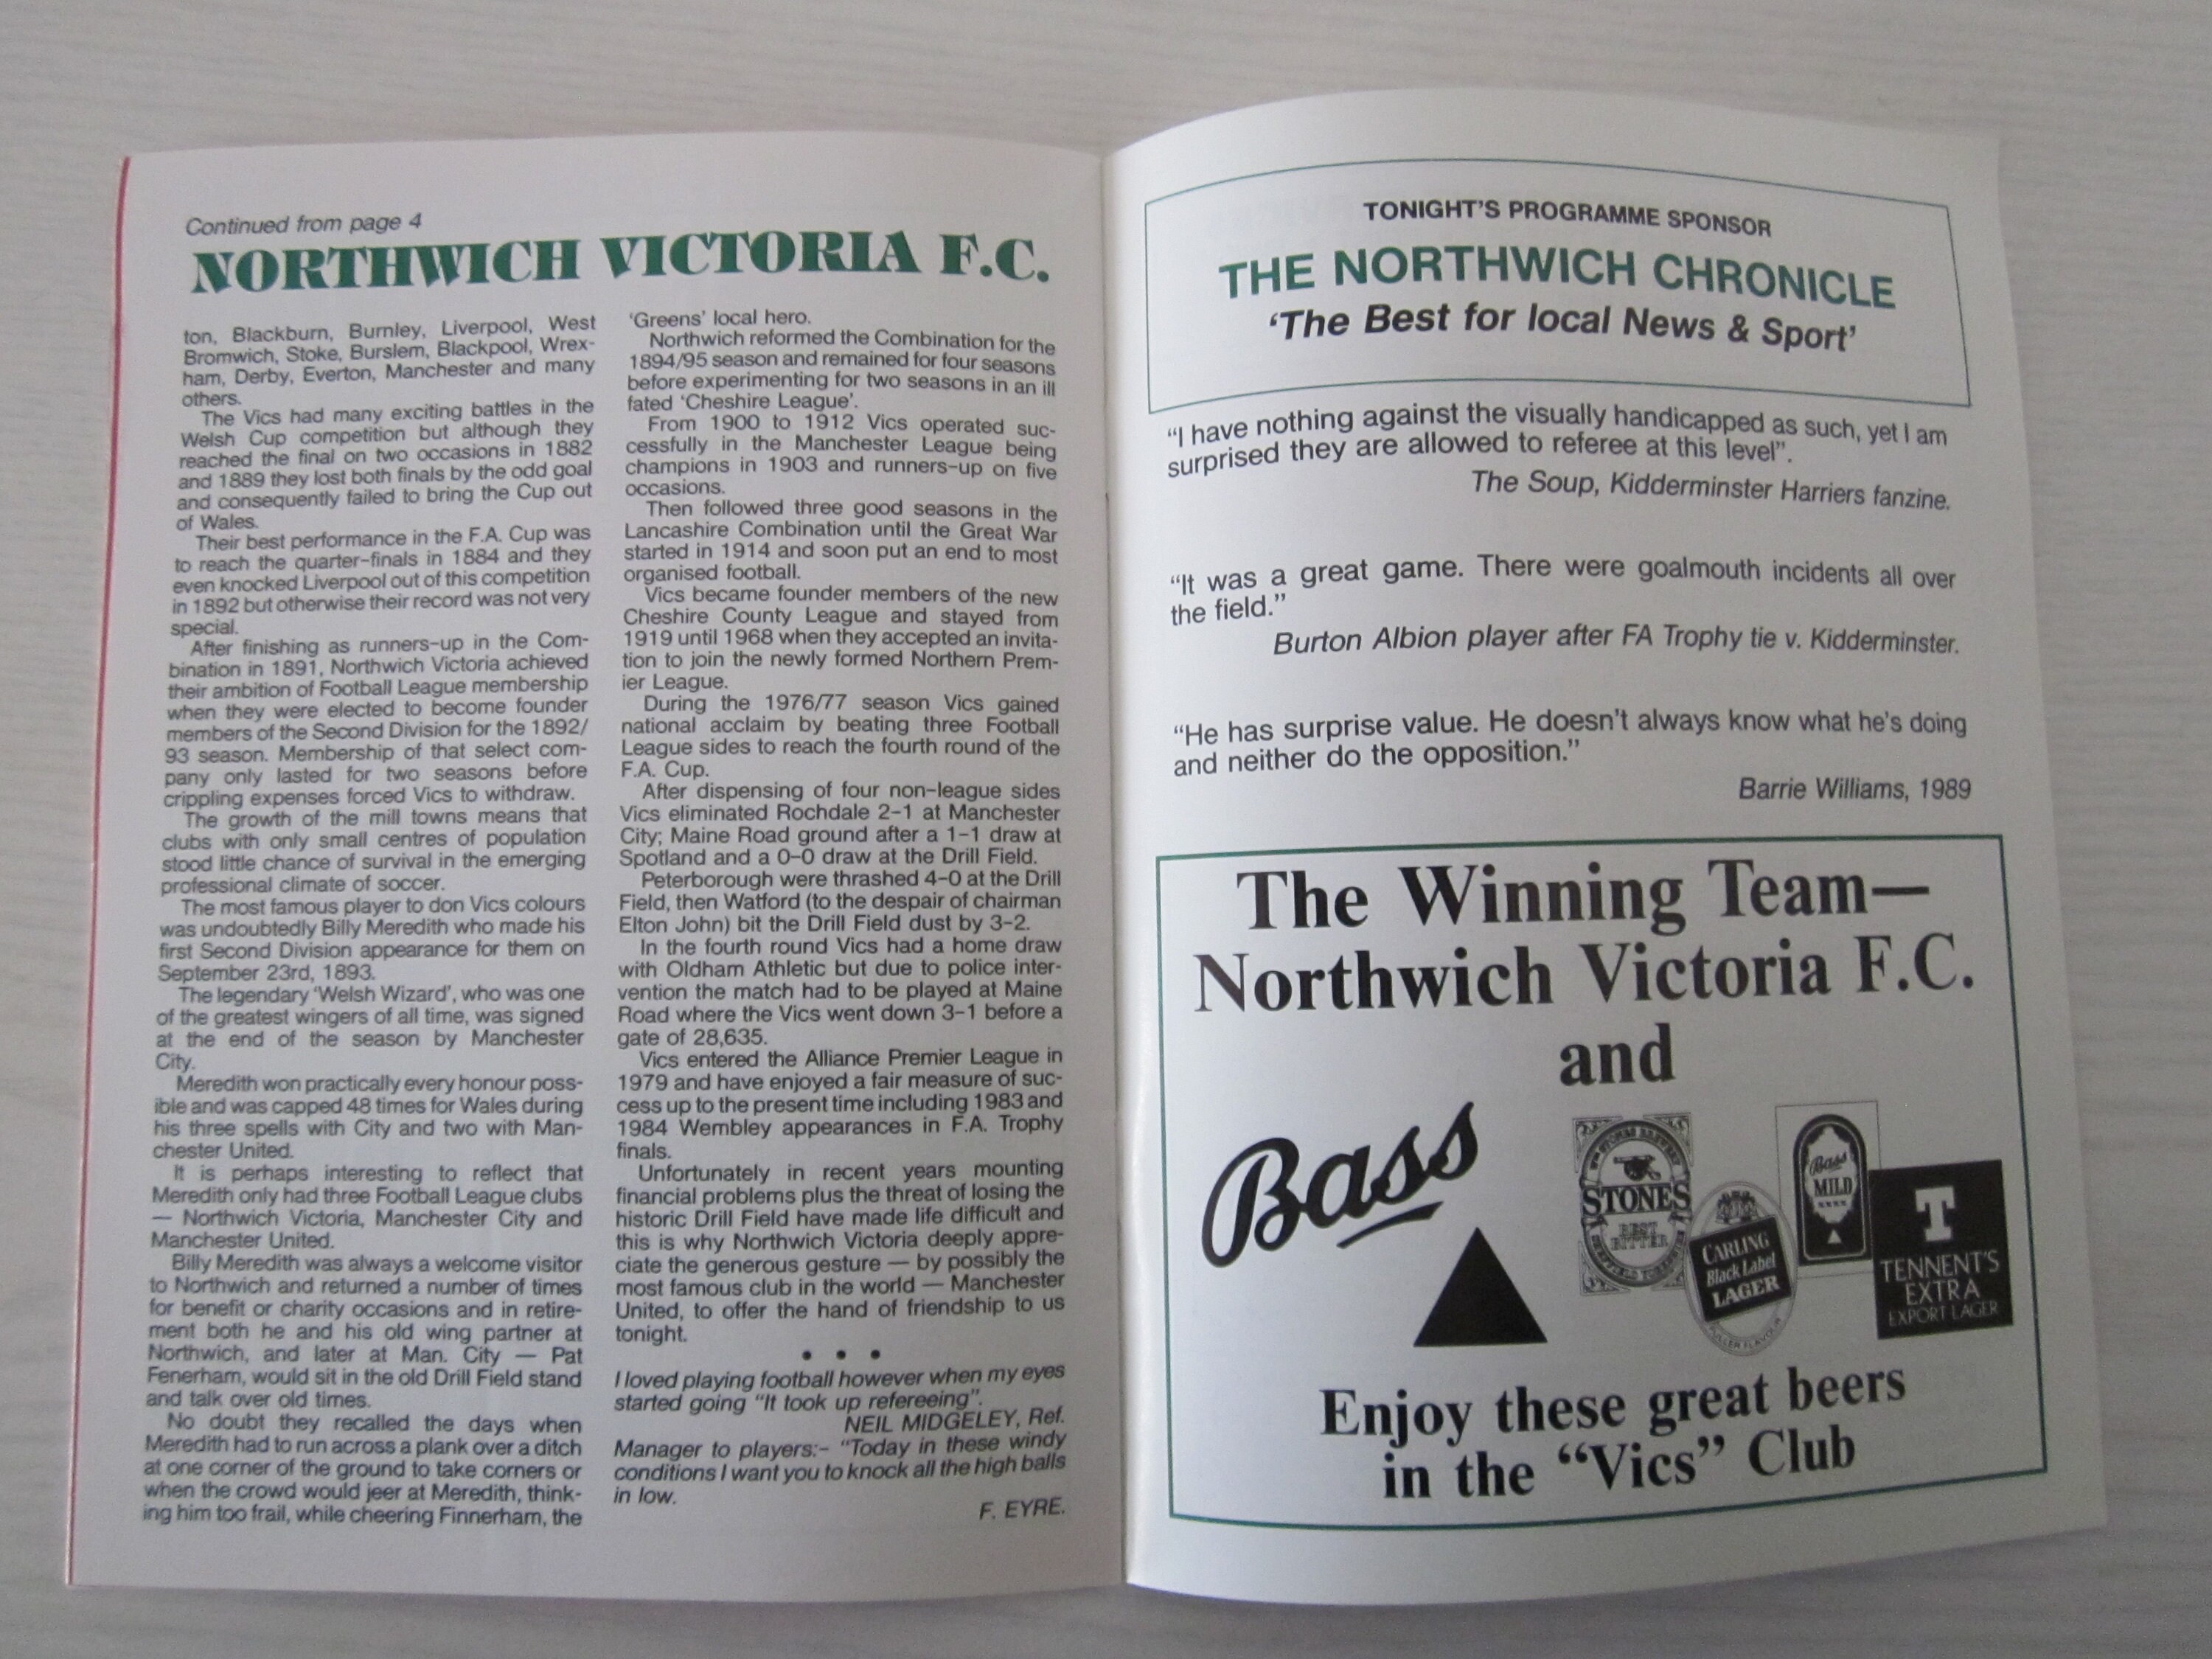 Continued from page 4
NORTHWICH VICTORIA F.C.
ton, Blackburn, Burnley, Liverpool, West
Bromwich, Stoke, Burslem, Blackpool, Wrex-
ham, Derby, Everton, Manchester and many
others.
The Vics had many exciting battles in the
Welsh Cup competition but although they
reached the final on two occasions in 1882
and 1889 they lost both finals by the odd goal
and consequently failed to bring the Cup out
of Wales.
Their best performance in the F.A. Cup was
to reach the quarter-finals in 1884 and they
even knocked Liverpool out of this competition
in 1892 but otherwise their record was not very
special.
After finishing as runners-up in the Com-
bination in 1891, Northwich Victoria achieved
their ambition of Football League membership
when they were elected to become founder
members of the Second Division for the 1892/
93 season. Membership of that select com-
pany only lasted for two seasons before
crippling expenses forced Vics to withdraw.
The growth of the mill towns means that
clubs with only small centres of population
stood little chance of survival in the emerging
professional climate of soccer.
The most famous player to don Vics colours
was undoubtedly Billy Meredith who made his
first Second Division appearance for them on
September 23rd, 1893.
The legendary 'Welsh Wizard', who was one
of the greatest wingers of all time, was signed
at the end of the season by Manchester
City.
Meredith won practically every honour poss-
ible and was capped 48 times for Wales during
his three spells with City and two with Man-
chester United.
It is perhaps interesting to reflect that
Meredith only had three Football League clubs
— Northwich Victoria, Manchester City and
Manchester United.
Billy Meredith was always a welcome visitor
to Northwich and returned a number of times
for benefit or charity occasions and in retire-
ment both he and his old wing partner at
Northwich, and later at Man. City — Pat
Fenerham, would sit in the old Drill Field stand
and talk over old times.
No doubt they recalled the days when
Meredith had to run across a plank over a ditch
at one corner of the ground to take corners or
when the crowd would jeer at Meredith, think-
ing him too frail, while cheering Finnerham, the
'Greens' local hero.
Northwich reformed the Combination for the
1894/95 season and remained for four seasons
before experimenting for two seasons in an ill
fated 'Cheshire League'.
From 1900 to 1912 Vics operated suc-
cessfully in the Manchester League being
champions in 1903 and runners-up on five
occasions.
Then followed three good seasons in the
Lancashire Combination until the Great War
started in 1914 and soon put an end to most
organised football.
Vics became founder members of the new
Cheshire County League and stayed from
1919 until 1968 when they accepted an invita-
tion to join the newly formed Northern Prem-
ier League.
During the 1976/77 season Vics gained
national acclaim by beating three Football
League sides to reach the fourth round of the
F.A. Cup.
After dispensing of four non-league sides
Vics eliminated Rochdale 2-1 at Manchester
City; Maine Road ground after a 1-1 draw at
Spotland and a 0-0 draw at the Drill Field.
Peterborough were thrashed 4-0 at the Drill
Field, then Watford (to the despair of chairman
Elton John) bit the Drill Field dust by 3-2.
In the fourth round Vics had a home draw
with Oldham Athletic but due to police inter-
vention the match had to be played at Maine
Road where the Vics went down 3-1 before a
gate of 28,635.
Vics entered the Alliance Premier League in
1979 and have enjoyed a fair measure of suc-
cess up to the present time including 1983 and
1984 Wembley appearances in F.A. Trophy
finals.
Unfortunately in recent years mounting
financial problems plus the threat of losing the
historic Drill Field have made life difficult and
this is why Northwich Victoria deeply appre-
ciate the generous gesture — by possibly the
most famous club in the world — Manchester
United, to offer the hand of friendship to us
tonight.
• • •
I loved playing football however when my eyes
started going "It took up refereeing".
NEIL MIDGELEY, Ref.
Manager to players:- "Today in these windy
conditions I want you to knock all the high balls
in low.
F. EYRE.
TONIGHT'S PROGRAMME SPONSOR
THE NORTHWICH CHRONICLE
'The Best for local News & Sport'
"I have nothing against the visually handicapped as such, yet I am
surprised they are allowed to referee at this level".
The Soup, Kidderminster Harriers fanzine.
"It was a great game. There were goalmouth incidents all over
the field."
Burton Albion player after FA Trophy tie v. Kidderminster.
"He has surprise value. He doesn't always know what he's doing
and neither do the opposition."
Barrie Williams, 1989
The Winning Team—
Northwich Victoria F.C.
and
Bass
STONES
BEST
BITTER
CARLING
Black Label
LAGER
FULLER FLAVOUR
Bass
MILD
T
TENNENT'S
EXTRA
EXPORT LAGER
Enjoy these great beers
in the "Vics" Club